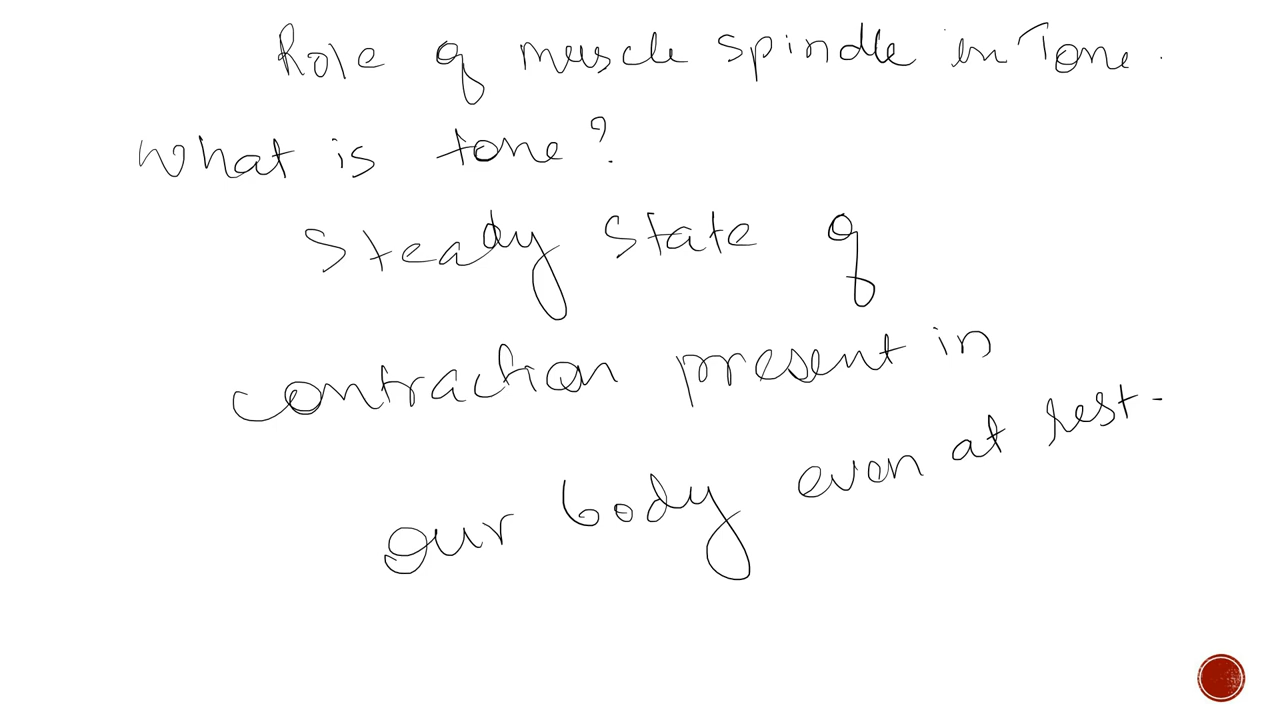 Role of muscle spindle in Tone.
What is tone?
Steady state of
contraction present in
our body even at rest-